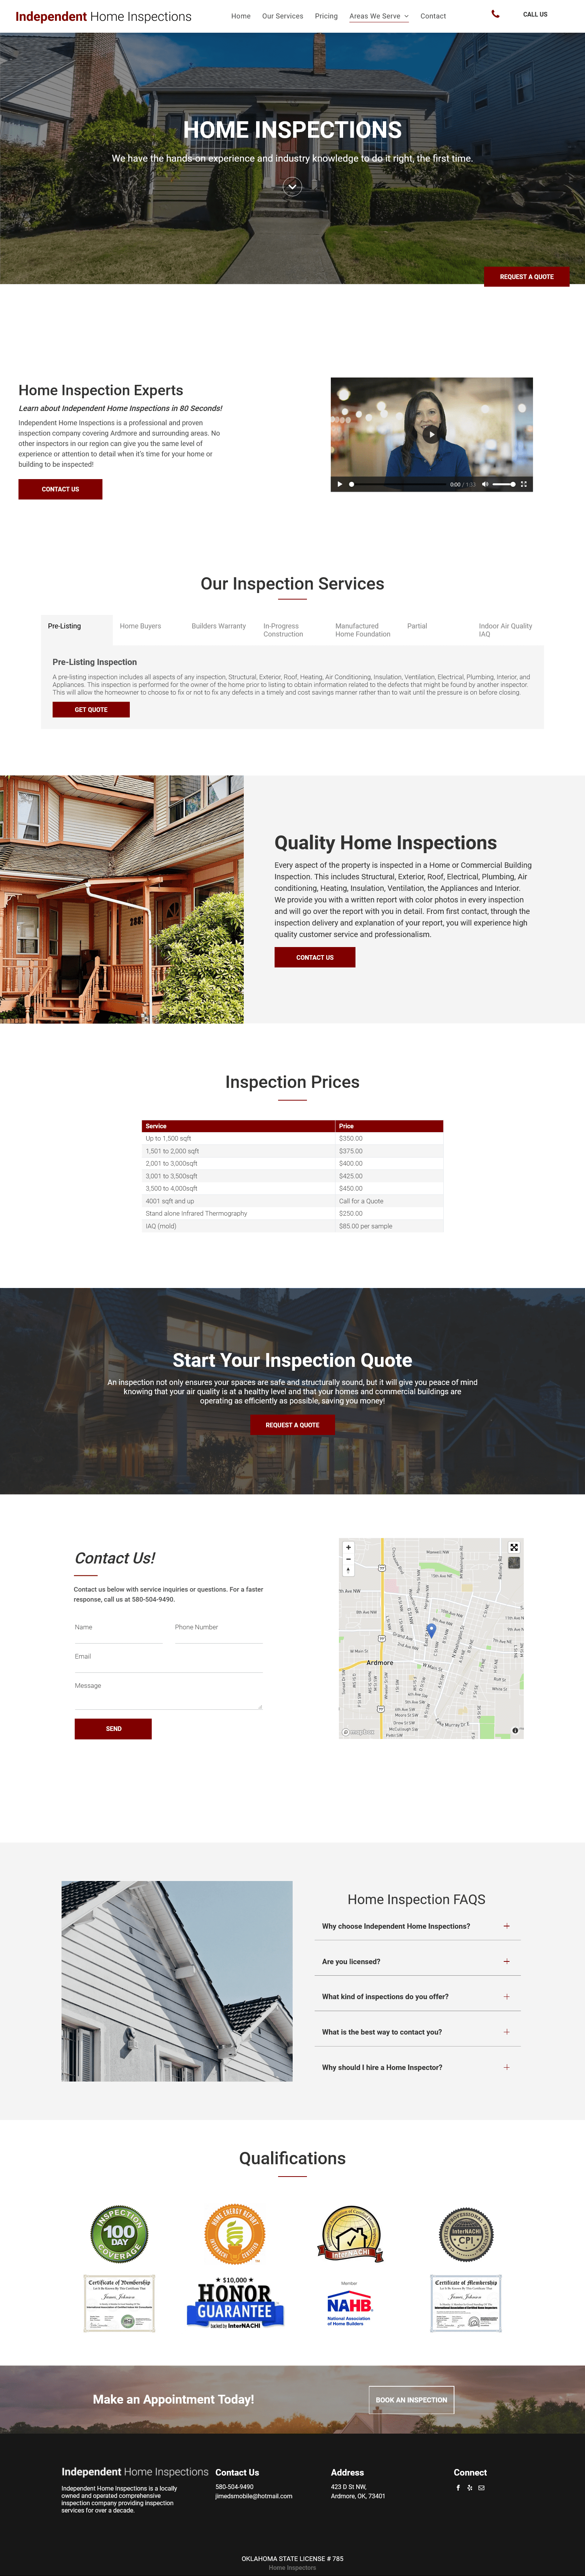 Independent Home Inspections
Home
Our Services
Pricing
Areas We Serve
Contact
CALL US
HOME INSPECTIONS
We have the hands-on experience and industry knowledge to do it right, the first time.
REQUEST A QUOTE
Home Inspection Experts
Learn about Independent Home Inspections in 80 Seconds!
Independent Home Inspections is a professional and proven
inspection company covering Ardmore and surrounding areas. No
other inspectors in our region can give you the same level of
experience or attention to detail when it's time for your home or
building to be inspected!
CONTACT US
0:00 /
Our Inspection Services
Pre-Listing
Home Buyers
Builders Warranty
In-Progress
Construction
Manufactured
Home Foundation
Partial
Indoor Air Quality
IAQ
Pre-Listing Inspection
A pre-listing inspection includes all aspects of any inspection, Structural, Exterior, Roof, Heating, Air Conditioning, Insulation, Ventilation, Electrical, Plumbing, Interior, and
Appliances. This inspection is performed for the owner of the home prior to listing to obtain information related to the defects that might be found by another inspector.
This will allow the homeowner to choose to fix or not to fix any defects in a timely and cost savings manner rather than to wait until the pressure is on before closing.
GET QUOTE
Quality Home Inspections
Every aspect of the property is inspected in a Home or Commercial Building
Inspection. This includes Structural, Exterior, Roof, Electrical, Plumbing, Air
conditioning, Heating, Insulation, Ventilation, the Appliances and Interior.
We provide you with a written report with color photos in every inspection
and will go over the report with you in detail. From first contact, through the
inspection delivery and explanation of your report, you will experience high
quality customer service and professionalism.
CONTACT US
Inspection Prices
Service Price
Up to 1,500 sqft $350.00
1,501 to 2,000 sqft $375.00
2,001 to 3,000sqft $400.00
3,001 to 3,500sqft $425.00
3,500 to 4,000sqft $450.00
4001 sqft and up Call for a Quote
Stand alone Infrared Thermography $250.00
IAQ (mold) $85.00 per sample
Start Your Inspection Quote
An inspection not only ensures your spaces are safe and structurally sound, but it will give you peace of mind
knowing that your air quality is at a healthy level and that your homes and commercial buildings are
operating as efficiently as possible, saving you money!
REQUEST A QUOTE
Contact Us!
Contact us below with service inquiries or questions. For a faster
response, call us at 580-504-9490.
Name
Phone Number
Email
Message
SEND
Ardmore
W Main St
Grand Ave
mapbox
Home Inspection FAQS
Why choose Independent Home Inspections?
Are you licensed?
What kind of inspections do you offer?
What is the best way to contact you?
Why should I hire a Home Inspector?
Qualifications
INSPECTION
100
DAY
COVERAGE
HOME ENERGY REPORT
InterNACHI
InterNACHI
CPI
Certificate of Membership
$10,000
HONOR
GUARANTEE
backed by InterNACHI
Member
NAHB
National Association
of Home Builders
Certificate of Membership
Make an Appointment Today!
BOOK AN INSPECTION
Independent Home Inspections
Independent Home Inspections is a locally
owned and operated comprehensive
inspection company providing inspection
services for over a decade.
Contact Us
580-504-9490
jimedsmobile@hotmail.com
Address
423 D St NW,
Ardmore, OK, 73401
Connect
OKLAHOMA STATE LICENSE # 785
Home Inspectors